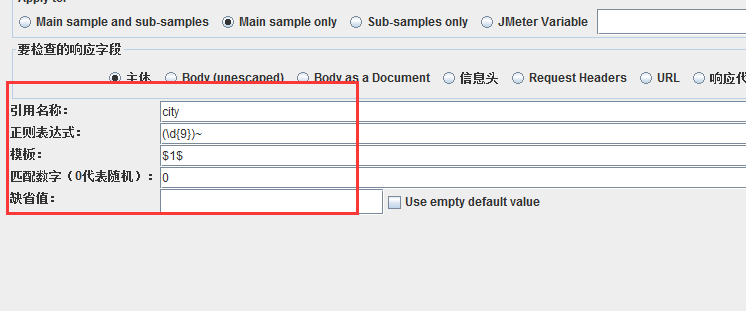 Apply to:
Main sample and sub-samples Main sample only Sub-samples only JMeter Variable
要检查的响应字段
主体 Body (unescaped) Body as a Document 信息头 Request Headers URL 响应代
引用名称： city
正则表达式： (\d{9})~
模板： $1$
匹配数字（0代表随机）： 0
缺省值： Use empty default value